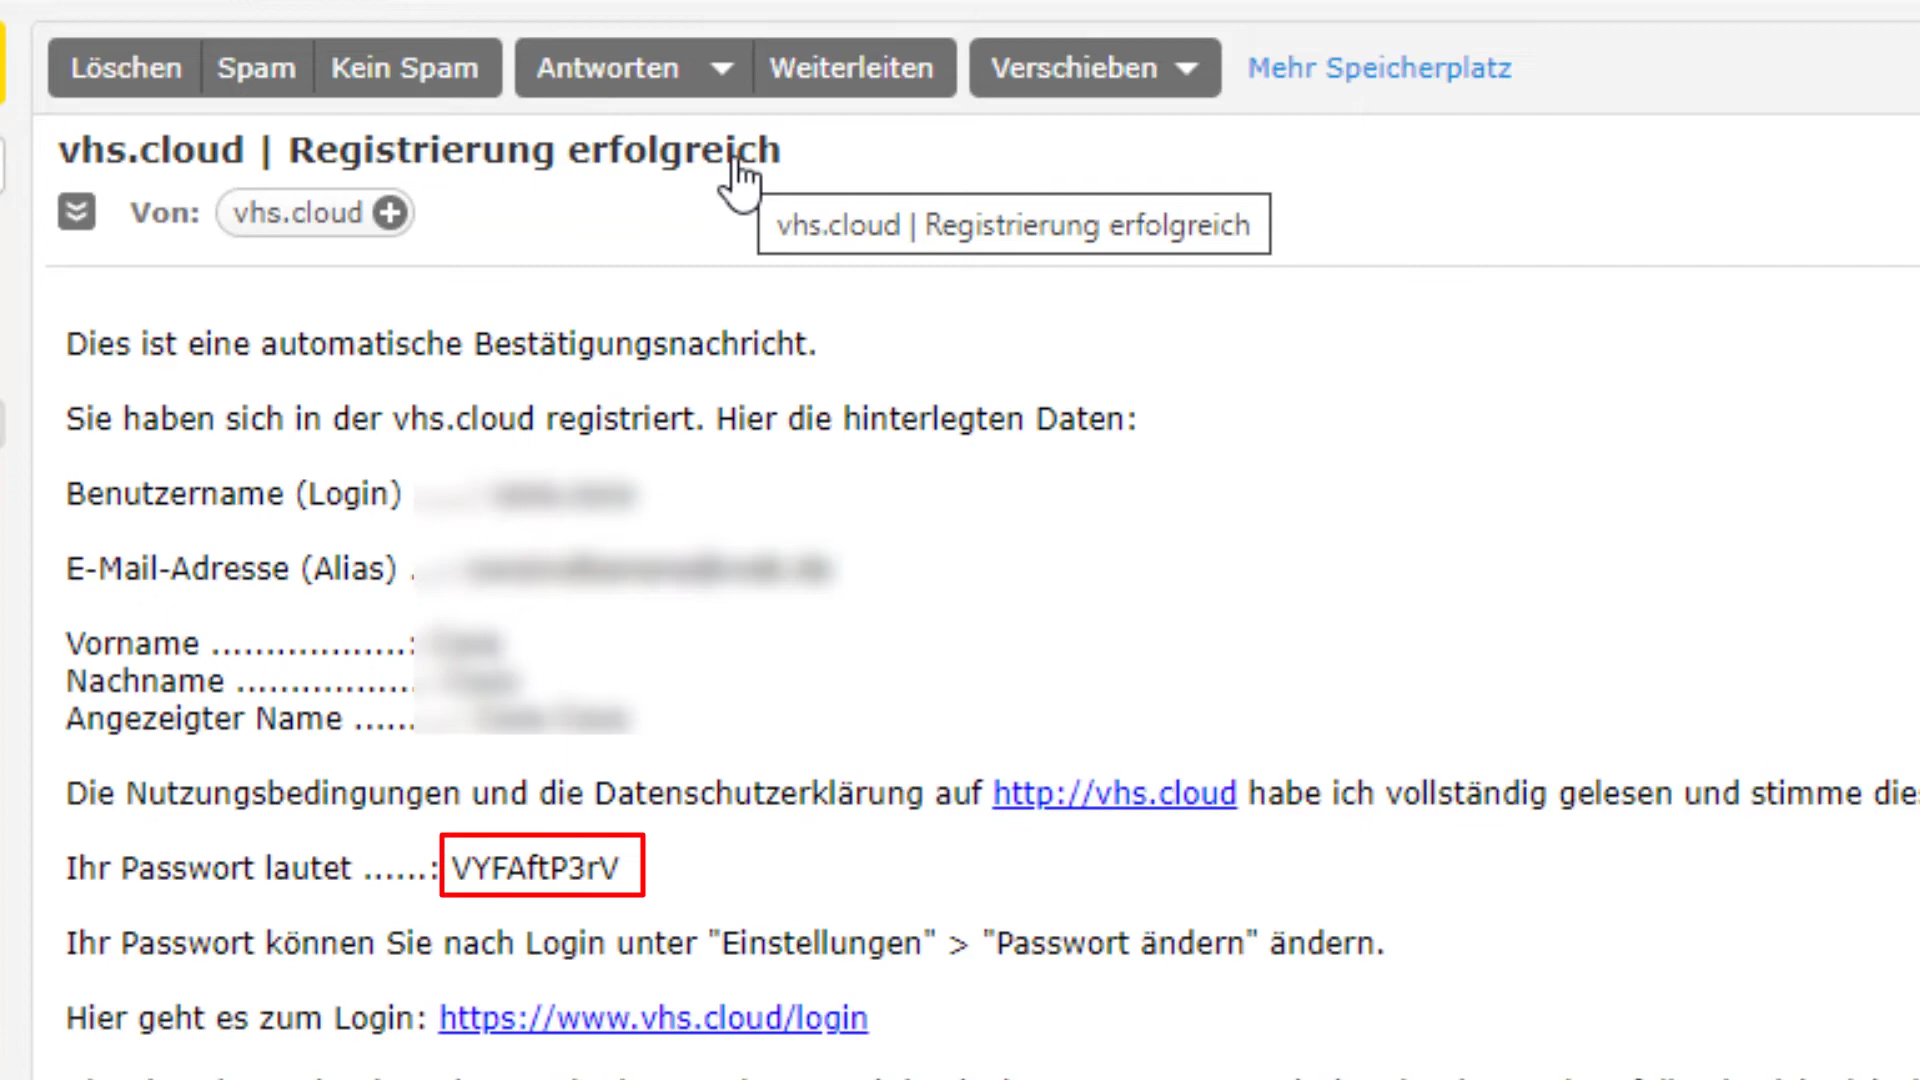 Löschen Spam Kein Spam Antworten Weiterleiten Verschieben Mehr Speicherplatz
vhs.cloud | Registrierung erfolgreich
Von: vhs.cloud
vhs.cloud | Registrierung erfolgreich
Dies ist eine automatische Bestätigungsnachricht.
Sie haben sich in der vhs.cloud registriert. Hier die hinterlegten Daten:
Benutzername (Login)
E-Mail-Adresse (Alias) .
Vorname ..................:
Nachname .................
Angezeigter Name ......
Die Nutzungsbedingungen und die Datenschutzerklärung auf http://vhs.cloud habe ich vollständig gelesen und stimme
Ihr Passwort lautet ......: VYFAftP3rV
Ihr Passwort können Sie nach Login unter "Einstellungen" > "Passwort ändern" ändern.
Hier geht es zum Login: https://www.vhs.cloud/login